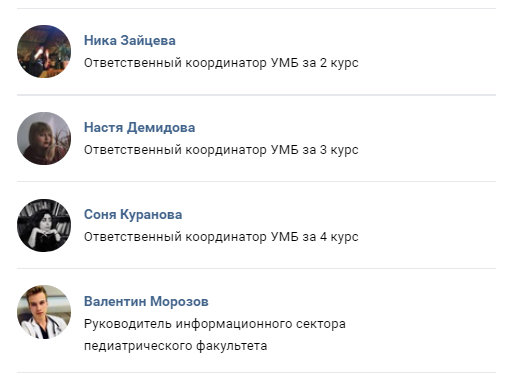 Ника Зайцева
Ответственный координатор УМБ за 2 курс
Настя Демидова
Ответственный координатор УМБ за 3 курс
Соня Куранова
Ответственный координатор УМБ за 4 курс
Валентин Морозов
Руководитель информационного сектора
педиатрического факультета